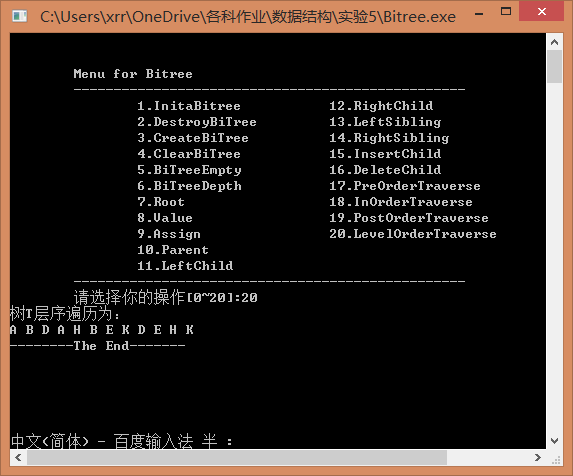 C:\Users\xrr\OneDrive\各科作业\数据结构\实验5\Bitree.exe
Menu for Bitree
------------------------------------------------
1.InitaBitree 12.RightChild
2.DestroyBiTree 13.LeftSibling
3.CreateBiTree 14.RightSibling
4.ClearBiTree 15.InsertChild
5.BiTreeEmpty 16.DeleteChild
6.BiTreeDepth 17.PreOrderTraverse
7.Root 18.InOrderTraverse
8.Value 19.PostOrderTraverse
9.Assign 20.LevelOrderTraverse
10.Parent
11.LeftChild
------------------------------------------------
请选择你的操作[0~20]:20
树T层序遍历为:
A B D A H B E K D E H K
--------The End-------
中文(简体) - 百度输入法 半 :